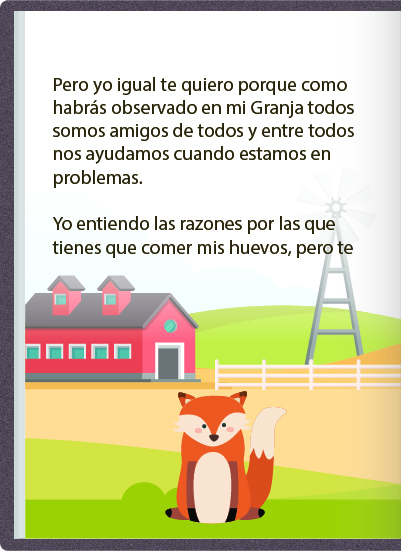 Pero yo igual te quiero porque como
habrás observado en mi Granja todos
somos amigos de todos y entre todos
nos ayudamos cuando estamos en
problemas.
Yo entiendo las razones por las que
tienes que comer mis huevos, pero te